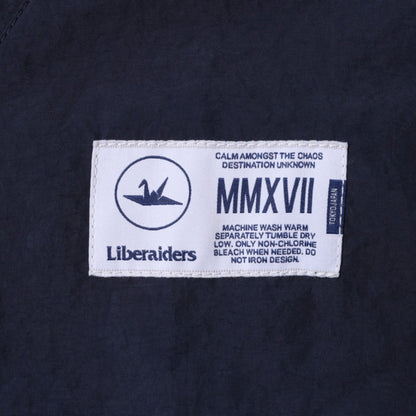 CALM AMONGST THE CHAOS
DESTINATION UNKNOWN
MMXVII
TOKYO/JAPAN
MACHINE WASH WARM
SEPARATELY TUMBLE DRY
LOW. ONLY NON-CHLORINE
BLEACH WHEN NEEDED. DO
NOT IRON DESIGN.
Liberaiders